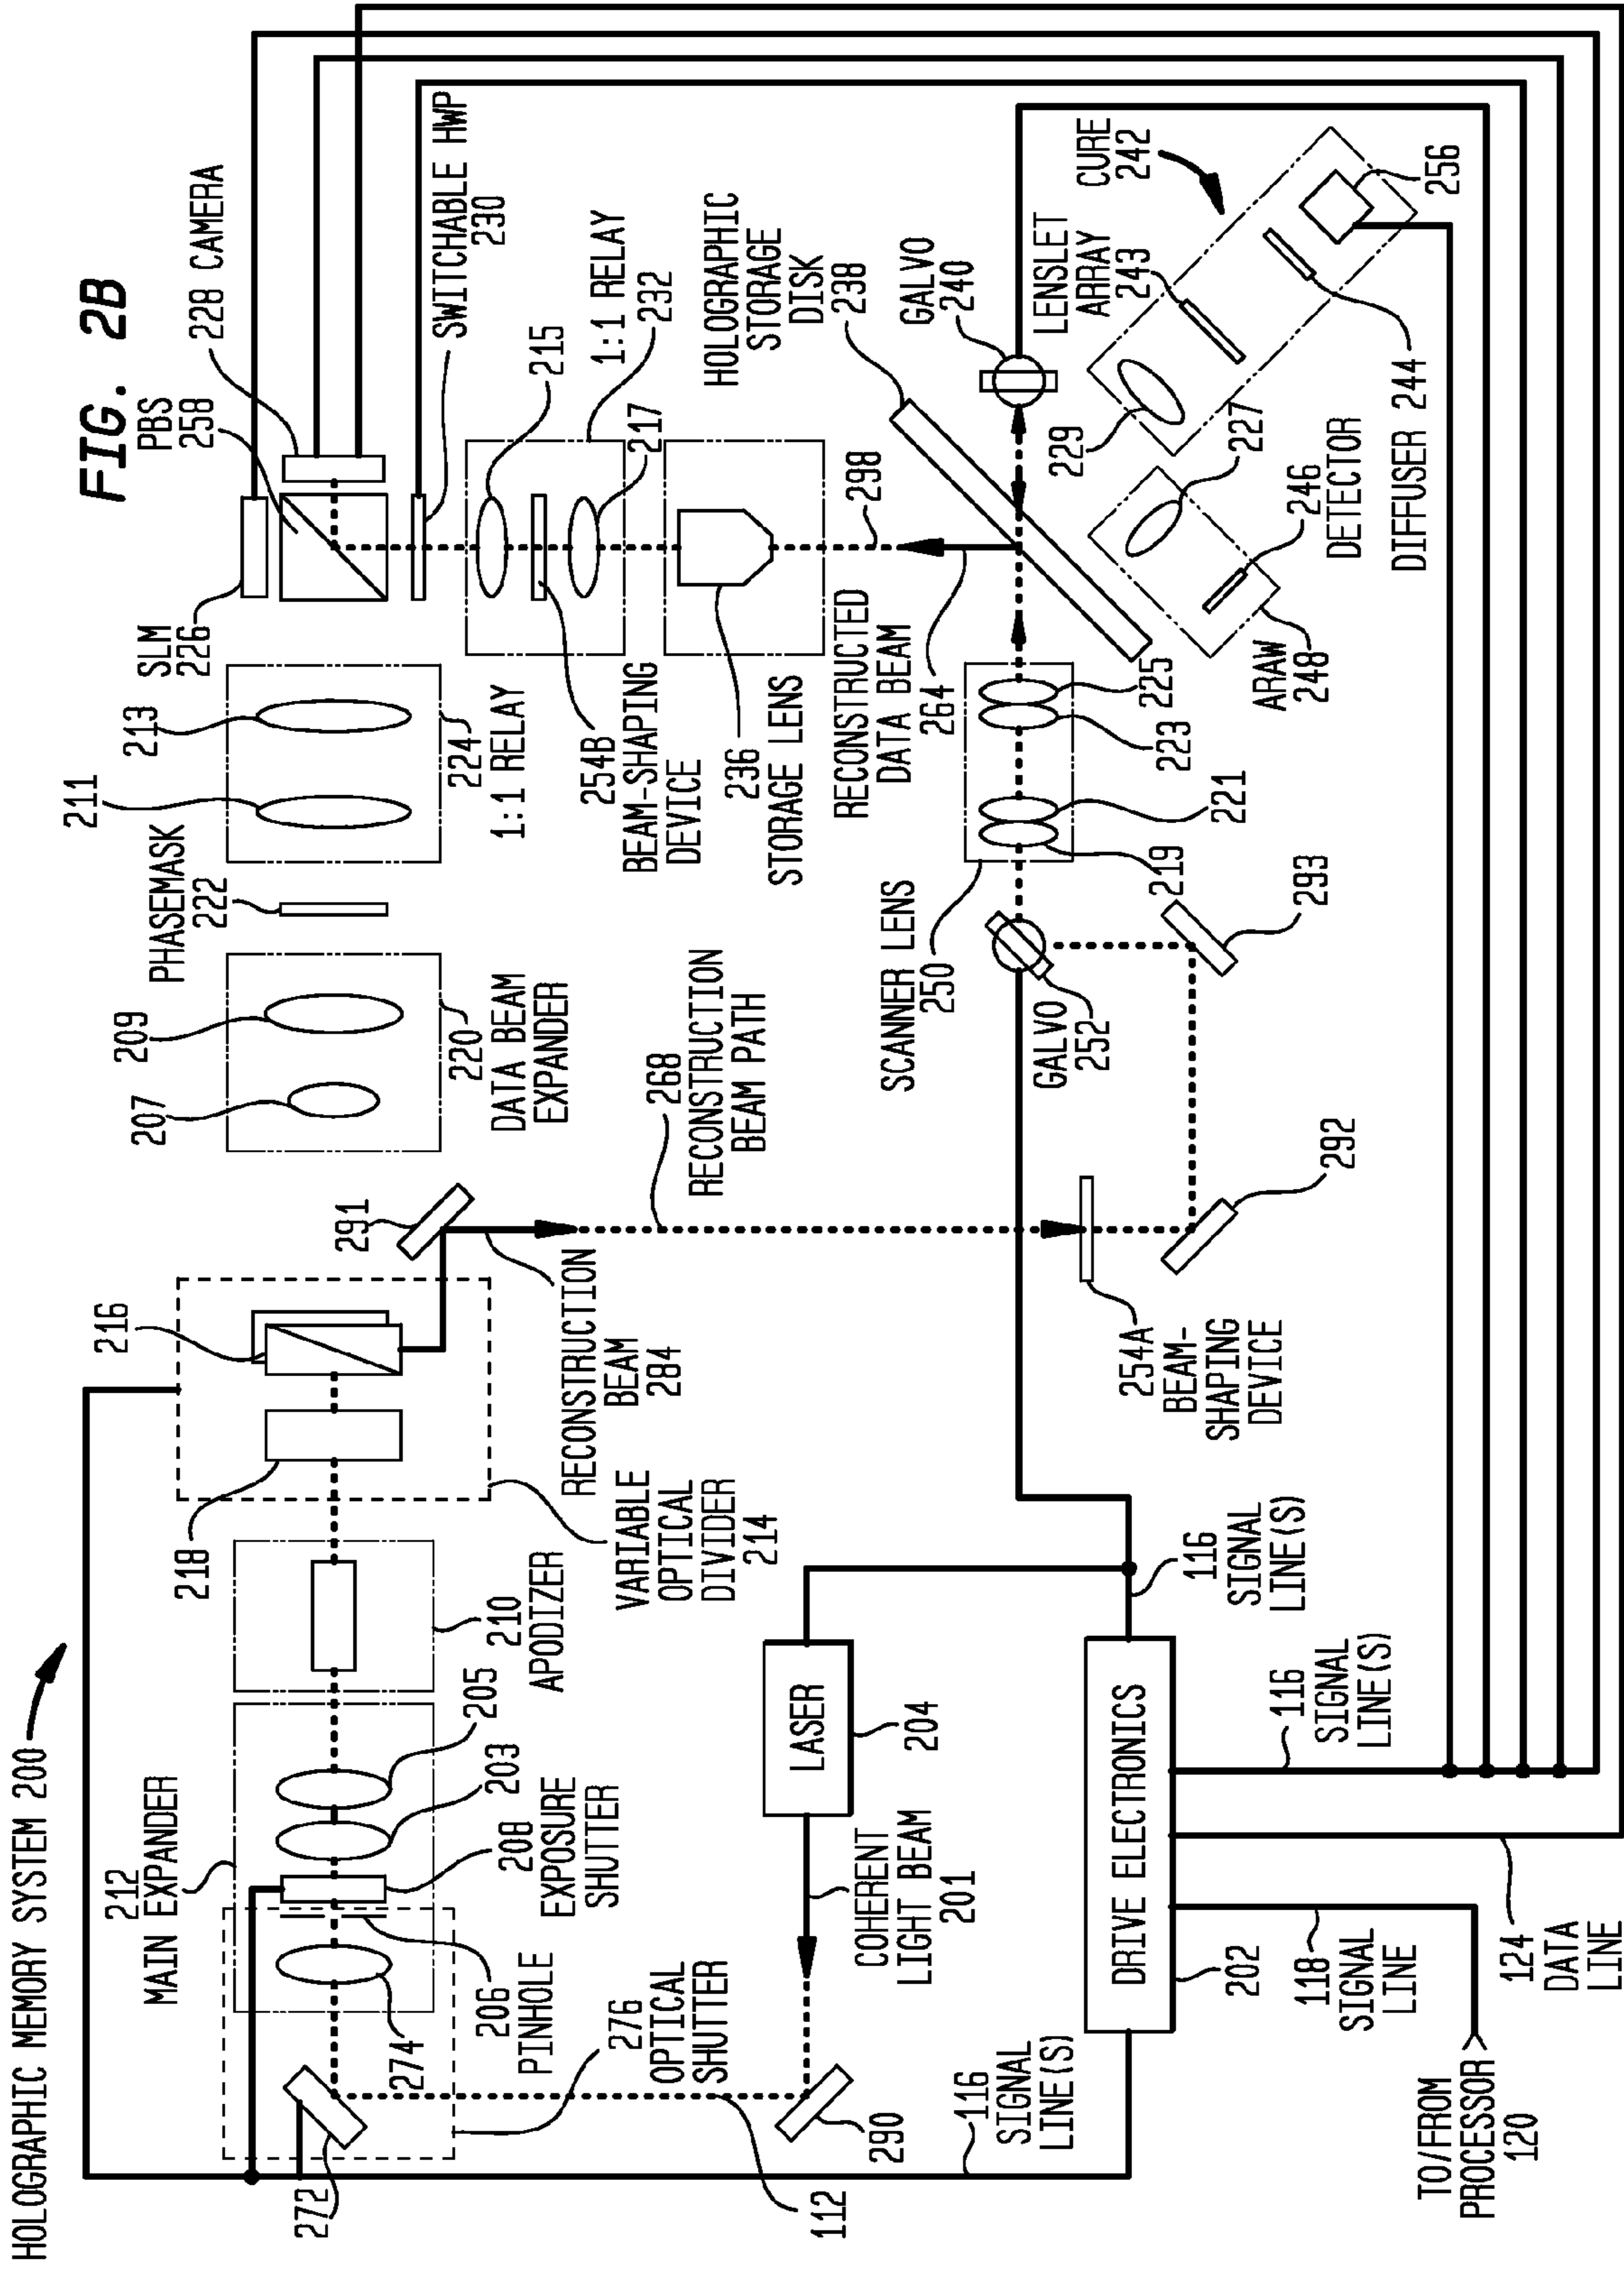 FIG. 2B
HOLOGRAPHIC MEMORY SYSTEM 200
212
MAIN EXPANDER
272
274
206
PINHOLE
276
OPTICAL
SHUTTER
208
EXPOSURE
SHUTTER
203
205
210
APODIZER
218
216
VARIABLE
OPTICAL
DIVIDER
214
291
RECONSTRUCTION
BEAM
284
207
209
220
DATA BEAM
EXPANDER
PHASEMASK
222
211
213
224
1:1 RELAY
SLM
226
PBS
258
228 CAMERA
SWITCHABLE HWP
230
215
1:1 RELAY
232
217
254B
BEAM-SHAPING
DEVICE
236
STORAGE LENS
HOLOGRAPHIC
STORAGE
DISK
238
298
RECONSTRUCTED
DATA BEAM
264
268
RECONSTRUCTION
BEAM PATH
112
290
LASER
204
COHERENT
LIGHT BEAM
201
SCANNER LENS
250
GALVO
252
219
221
223
225
293
292
254A
BEAM-
SHAPING
DEVICE
GALVO
240
LENSLET
ARRAY
243
CURE
242
229
227
256
246
DETECTOR
DIFFUSER 244
ARAW
248
116
SIGNAL
LINE(S)
DRIVE ELECTRONICS
202
116
SIGNAL
LINE(S)
116
SIGNAL
LINE(S)
118
SIGNAL
LINE
124
DATA
LINE
TO/FROM
PROCESSOR
120